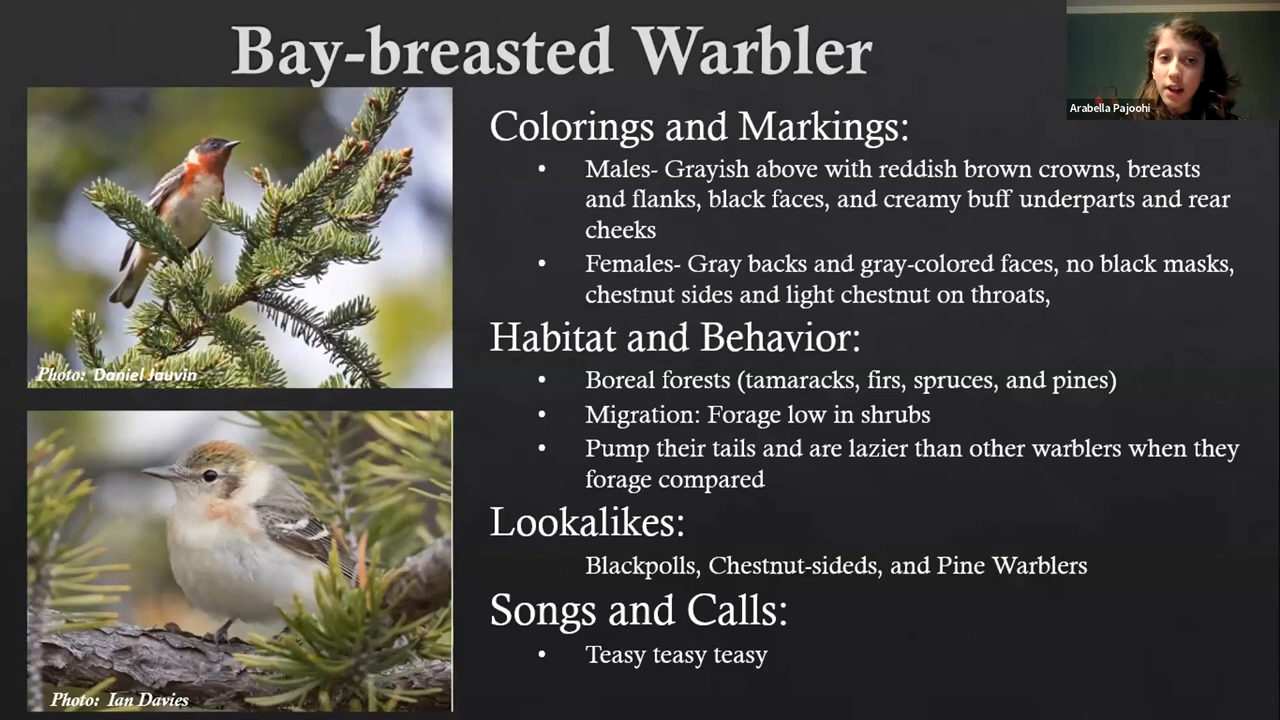 Bay-breasted Warbler
Arabella Pajoohi
Colorings and Markings:
• Males- Grayish above with reddish brown crowns, breasts
and flanks, black faces, and creamy buff underparts and rear
cheeks
• Females- Gray backs and gray-colored faces, no black masks,
chestnut sides and light chestnut on throats,
Habitat and Behavior:
• Boreal forests (tamaracks, firs, spruces, and pines)
• Migration: Forage low in shrubs
• Pump their tails and are lazier than other warblers when they
forage compared
Lookalikes:
Blackpolls, Chestnut-sideds, and Pine Warblers
Songs and Calls:
• Teasy teasy teasy
Photo: Daniel Jauvin
Photo: Ian Davies